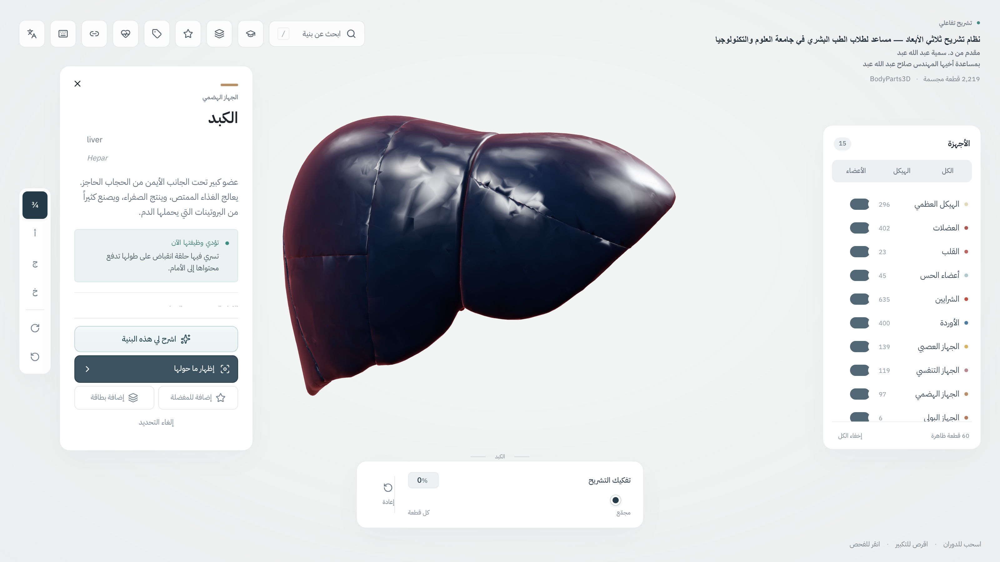 تشريح تفاعلي
نظام تشريح ثلاثي الأبعاد — مساعد لطلاب الطب البشري في جامعة العلوم والتكنولوجيا
مقدم من د. سمية عبد الله عبد
بمساعدة أخيها المهندس صلاح عبد الله عبد
2,219 قطعة مجسمة · BodyParts3D
ابحث عن بنية /
الأجهزة 15
الكل الهيكل الأعضاء
الهيكل العظمي 296
العضلات 402
القلب 23
أعضاء الحس 45
الشرايين 635
الأوردة 400
الجهاز العصبي 139
الجهاز التنفسي 119
الجهاز الهضمي 97
الجهاز البولي 6
60 قطعة ظاهرة إخفاء الكل
الجهاز الهضمي
الكبد
liver
Hepar
عضو كبير تحت الجانب الأيمن من الحجاب الحاجز.
يعالج الغذاء الممتص، وينتج الصفراء، ويصنع كثيراً
من البروتينات التي يحملها الدم.
تؤدي وظيفتها الآن
تسري فيها حلقة انقباض على طولها تدفع
محتواها إلى الأمام.
اشرح لي هذه البنية
إظهار ما حولها
إضافة للمفضلة إضافة بطاقة
إلغاء التحديد
¾
أ
ج
خ
الكبد
تفكيك التشريح 0%
إعادة
مجمّع كل قطعة
اسحب للدوران · اقرص للتكبير · انقر للفحص